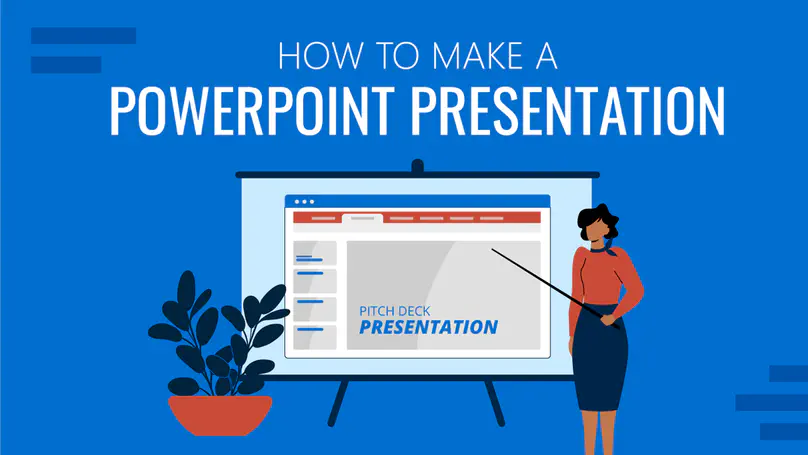 HOW TO MAKE A
POWERPOINT PRESENTATION
PITCH DECK
PRESENTATION